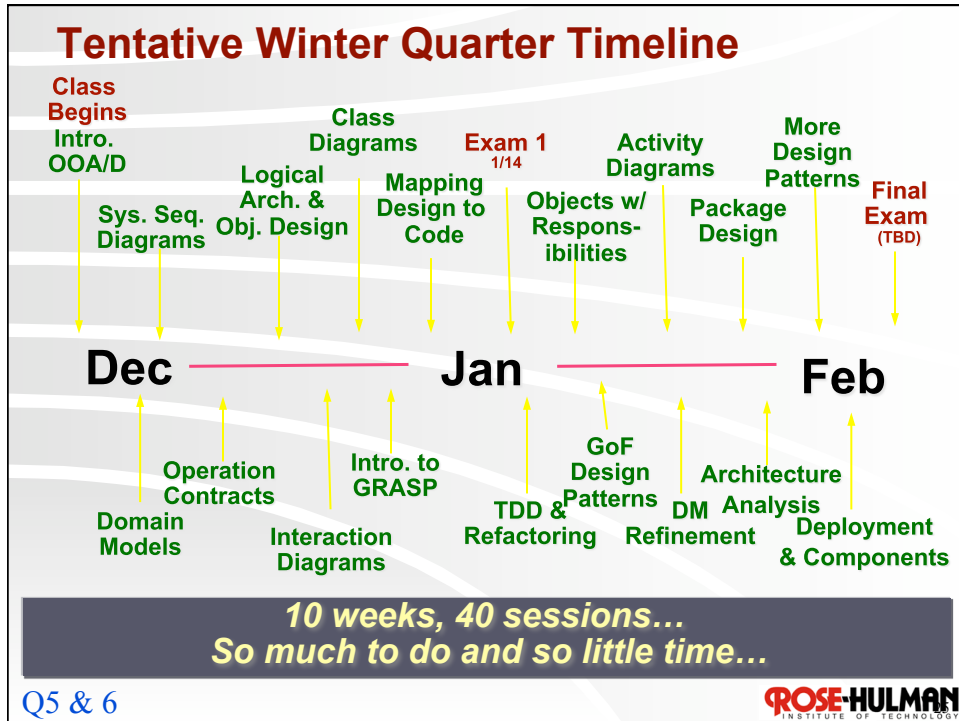 Tentative Winter Quarter Timeline
Class
Begins
Intro.
OOA/D
Sys. Seq.
Diagrams
Logical
Arch. &
Obj. Design
Class
Diagrams
Mapping
Design to
Code
Exam 1
1/14
Objects w/
Respons-
ibilities
Activity
Diagrams
Package
Design
More
Design
Patterns
Final
Exam
(TBD)
Dec
Jan
Feb
Domain
Models
Operation
Contracts
Interaction
Diagrams
Intro. to
GRASP
TDD &
Refactoring
GoF
Design
Patterns
DM
Refinement
Architecture
Analysis
Deployment
& Components
10 weeks, 40 sessions…
So much to do and so little time…
Q5 & 6
ROSE-HULMAN
INSTITUTE OF TECHNOLOGY
25